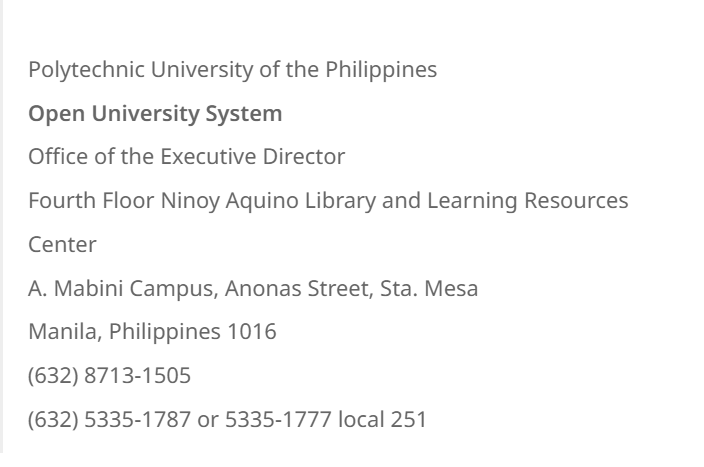 Polytechnic University of the Philippines
Open University System
Office of the Executive Director
Fourth Floor Ninoy Aquino Library and Learning Resources
Center
A. Mabini Campus, Anonas Street, Sta. Mesa
Manila, Philippines 1016
(632) 8713-1505
(632) 5335-1787 or 5335-1777 local 251